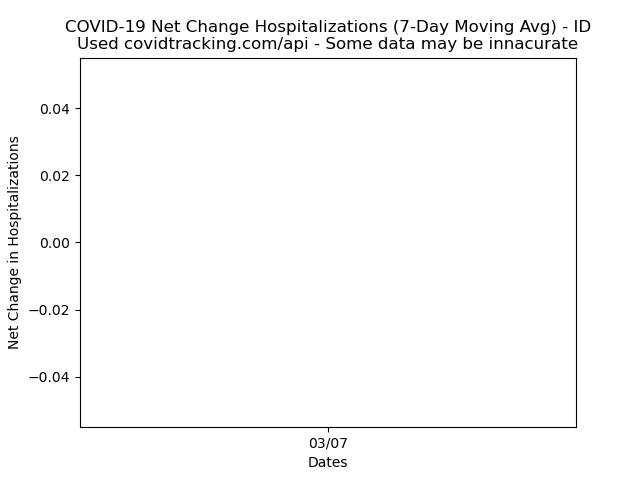 COVID-19 Net Change Hospitalizations (7-Day Moving Avg) - ID
Used covidtracking.com/api - Some data may be innacurate
Net Change in Hospitalizations
0.04
0.02
0.00
−0.02
−0.04
03/07
Dates